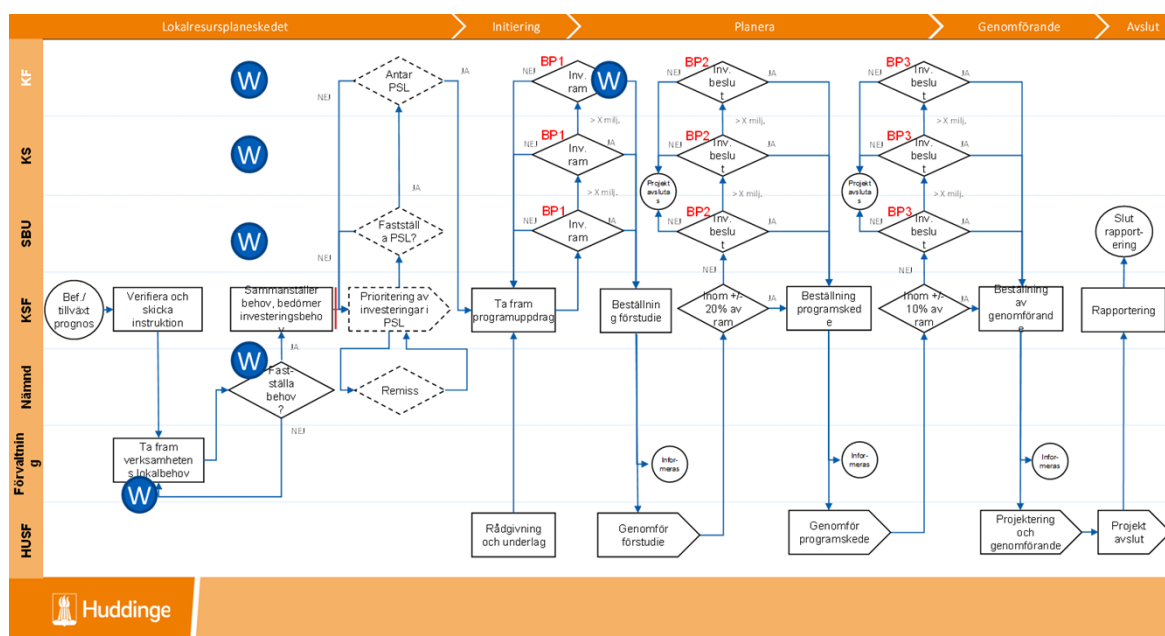 Lokalresursplaneskedet
Initiering
Planera
Genomförande
Avslut
KF
W
NEJ
Antar
PSL
JA
BP1
NEJ
Inv.
ram
W
BP2
NEJ
Inv.
beslu
t
JA
BP3
NEJ
Inv.
beslu
t
JA
> X milj.
> X milj.
> X milj.
KS
W
BP1
NEJ
Inv.
ram
JA
BP2
NEJ
Inv.
beslu
t
JA
BP3
NEJ
Inv.
beslu
t
JA
JA
> X milj.
> X milj.
> X milj.
Projekt
avsluta
s
Projekt
avsluta
s
SBU
W
Fastställ
a PSL?
NEJ
BP1
NEJ
Inv.
ram
JA
BP2
NEJ
Inv.
beslu
t
JA
BP3
NEJ
Inv.
beslu
t
JA
Slut
rapport-
ering
NEJ
NEJ
KSF
Bef./
tillväxt
prognos
Verifiera och
skicka
instruktion
Sammanställer
behov, bedömer
investeringsbeho
v
Prioritering av
investeringar i
PSL
Ta fram
programuppdrag
Beställnin
g förstudie
Inom +/-
20% av
ram
JA
Beställning
programsked
e
Inom +/-
10% av
ram
JA
Beställning
av
genomförand
e
Rapportering
Nämnd
W
JA
Fast-
ställa
behov
?
NEJ
Remiss
Förvaltnin
g
Ta fram
verksamheten
s lokalbehov
W
Infor-
meras
Infor-
meras
Infor-
meras
HUSF
Rådgivning
och underlag
Genomför
förstudie
Genomför
programskede
Projektering
och
genomförande
Projekt
avslut
Huddinge